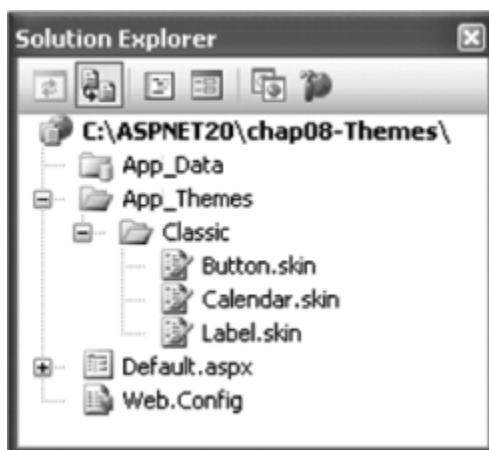 Solution Explorer
C:\ASPNET20\chap08-Themes\
App_Data
App_Themes
Classic
Button.skin
Calendar.skin
Label.skin
Default.aspx
Web.Config